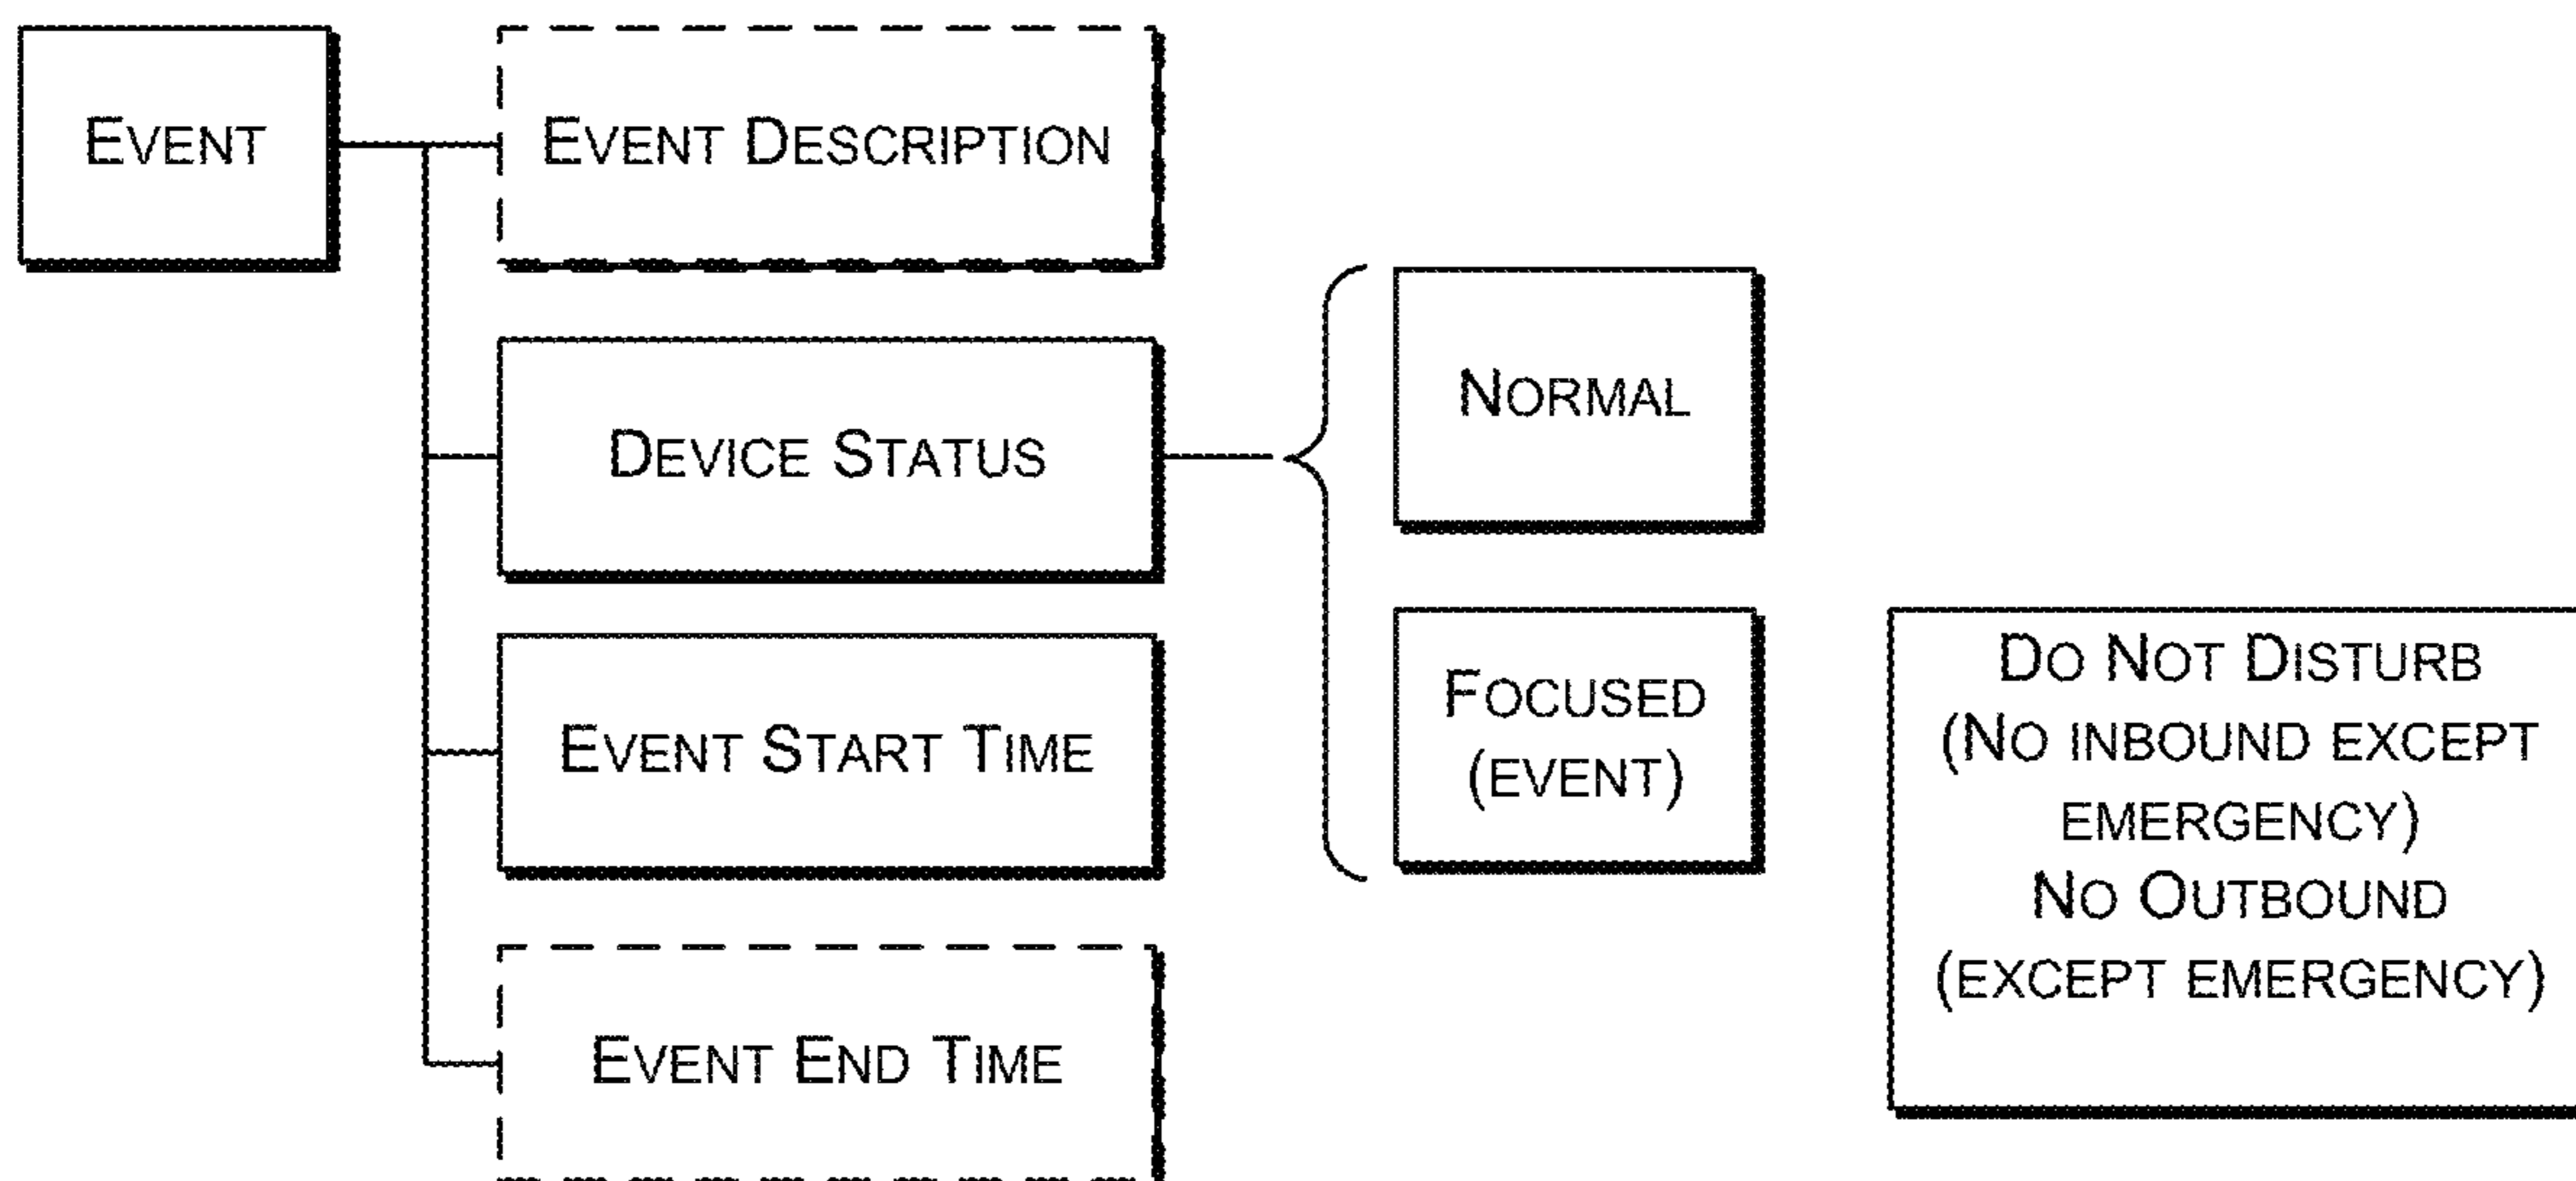 EVENT
EVENT DESCRIPTION
DEVICE STATUS
EVENT START TIME
EVENT END TIME
NORMAL
FOCUSED
(EVENT)
DO NOT DISTURB
(NO INBOUND EXCEPT
EMERGENCY)
NO OUTBOUND
(EXCEPT EMERGENCY)